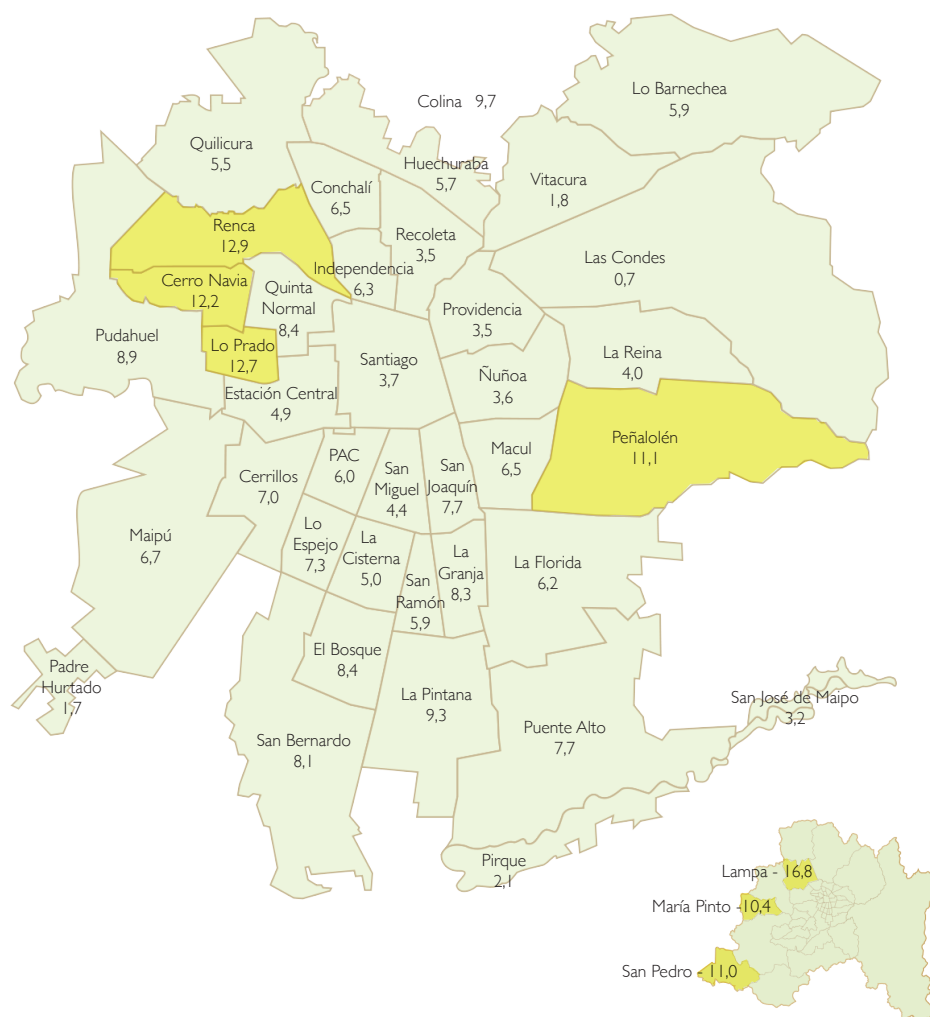 Lo Barnechea
5,9
Colina 9,7
Quilicura
5,5
Huechuraba
5,7
Vitacura
1,8
Conchalí
6,5
Renca
12,9
Recoleta
3,5
Las Condes
0,7
Independencia
6,3
Cerro Navia
12,2
Quinta
Normal
8,4
Providencia
3,5
Pudahuel
8,9
Lo Prado
12,7
Santiago
3,7
Ñuñoa
3,6
La Reina
4,0
Estación Central
4,9
Peñalolén
11,1
Macul
6,5
PAC
6,0
San
Miguel
4,4
San
Joaquín
7,7
Cerrillos
7,0
Maipú
6,7
Lo
Espejo
7,3
La
Cisterna
5,0
La
Granja
8,3
San
Ramón
5,9
La Florida
6,2
El Bosque
8,4
Padre
Hurtado
1,7
La Pintana
9,3
San José de Maipo
3,2
Puente Alto
7,7
San Bernardo
8,1
Pirque
2,1
Lampa - 16,8
María Pinto -10,4
San Pedro - 11,0